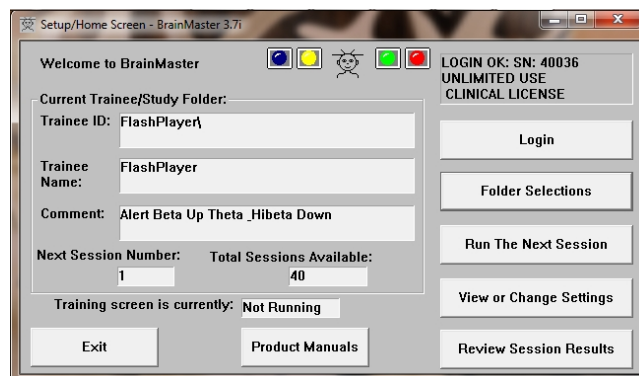 Setup/Home Screen - BrainMaster 3.7i
Welcome to BrainMaster
LOGIN OK: SN: 40036
UNLIMITED USE
CLINICAL LICENSE
Current Trainee/Study Folder:
Trainee ID: FlashPlayer\
Trainee
Name: FlashPlayer
Comment: Alert Beta Up Theta _Hibeta Down
Next Session Number: Total Sessions Available:
1 40
Training screen is currently: Not Running
Exit
Product Manuals
Login
Folder Selections
Run The Next Session
View or Change Settings
Review Session Results